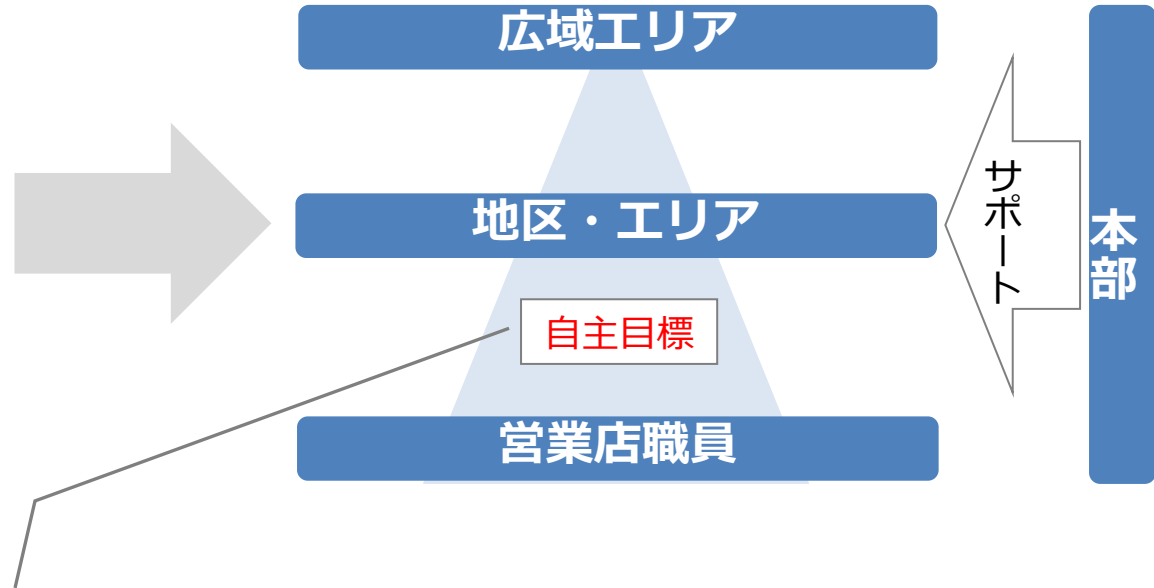 広域エリア
地区・エリア
サポート
本部
自主目標
営業店職員